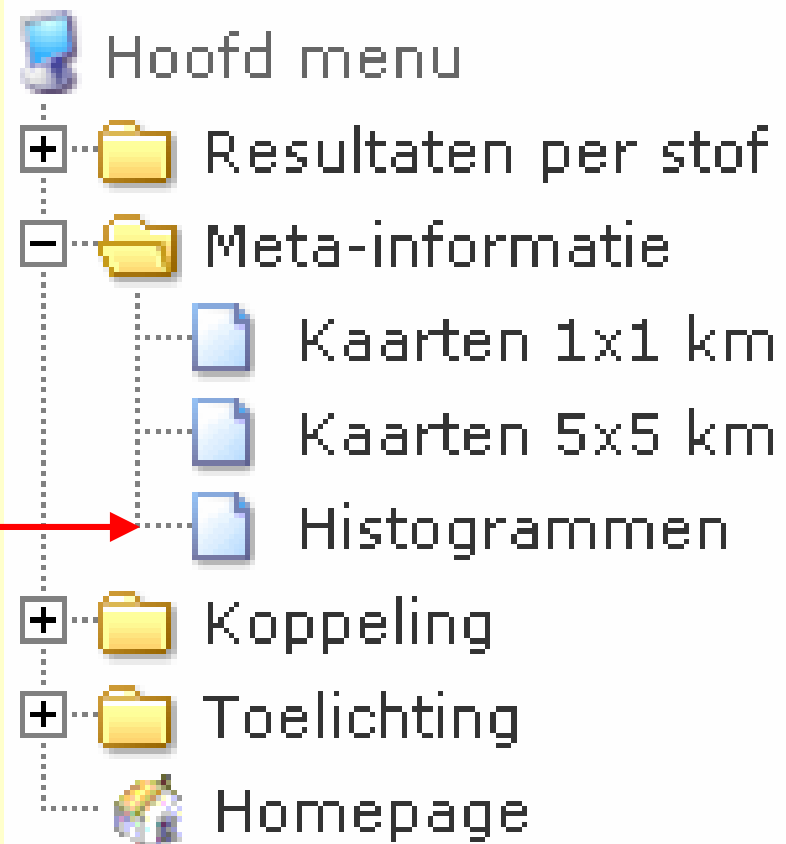 Hoofd menu
Resultaten per stof
Meta-informatie
Kaarten 1x1 km
Kaarten 5x5 km
Histogrammen
Koppeling
Toelichting
Homepage